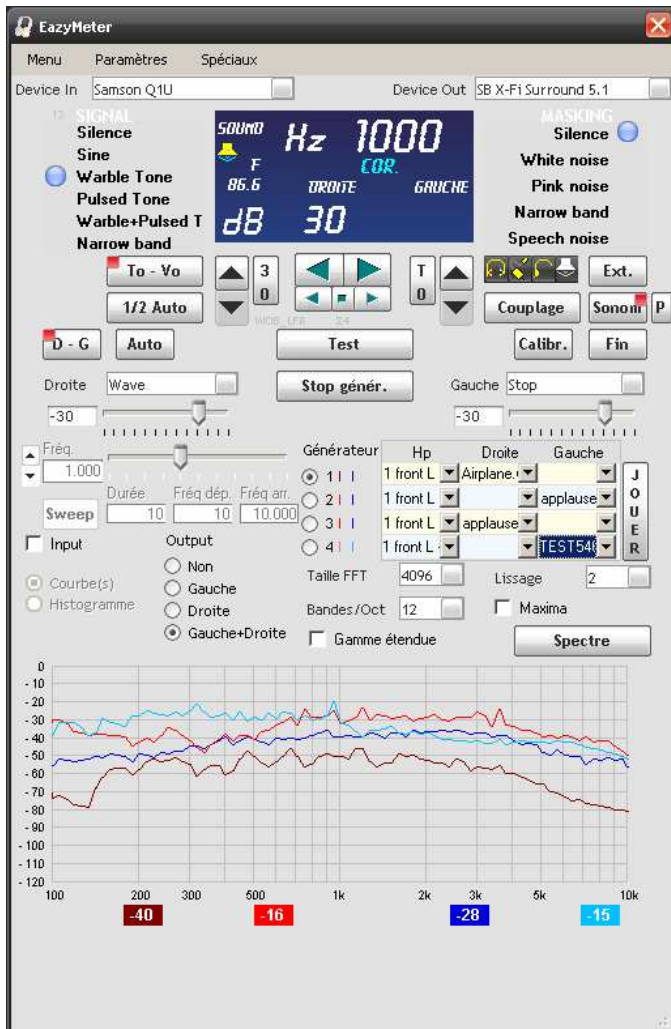 EazyMeter
Menu Paramètres Spéciaux
Device In Samson Q1U Device Out SB X-Fi Surround 5.1
SIGNAL MASKING
Silence
Sine
Warble Tone
Pulsed Tone
Warble+Pulsed T
Narrow band
SOUND Hz 1000
F COR.
86.6 DROITE GAUCHE
dB 30
Silence
White noise
Pink noise
Narrow band
Speech noise
To - Vo 3 0 T 0 Ext.
1/2 Auto Couplage Sonom P
D - G Auto Test Calibr. Fin
Droite Wave Stop génér. Gauche Stop
-30 -30
Fréq.
1.000
Durée Fréq dép. Fréq arr.
Sweep 10 10 10.000
Générateur Hp Droite Gauche
1 1 front L Airplane.
2 1 front L applause
3 1 front L applause
4 1 front L TEST548
JOUER
Input
Courbe(s)
Histogramme
Output
Non
Gauche
Droite
Gauche+Droite
Taille FFT 4096 Lissage 2
Bandes/Oct 12 Maxima
Gamme étendue Spectre
0
-10
-20
-30
-40
-50
-60
-70
-80
-90
-100
-110
-120
100 200 300 500 1k 2k 3k 5k 10k
-40 -16 -28 -15